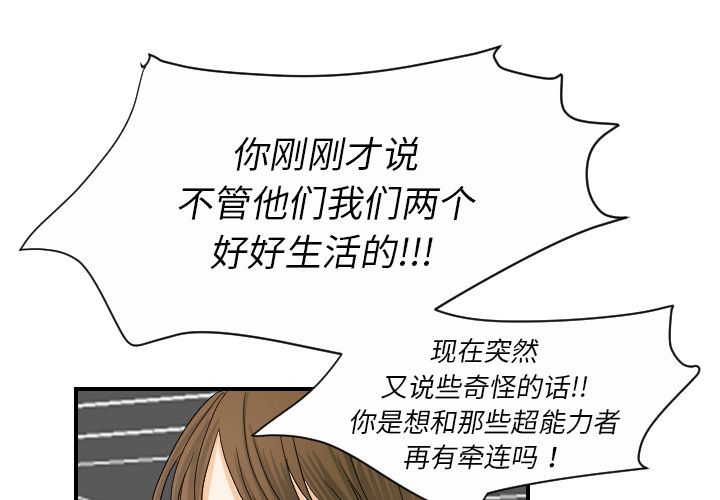 你刚刚才说
不管他们我们两个
好好生活的!!!
现在突然
又说些奇怪的话!!
你是想和那些超能力者
再有牵连吗！